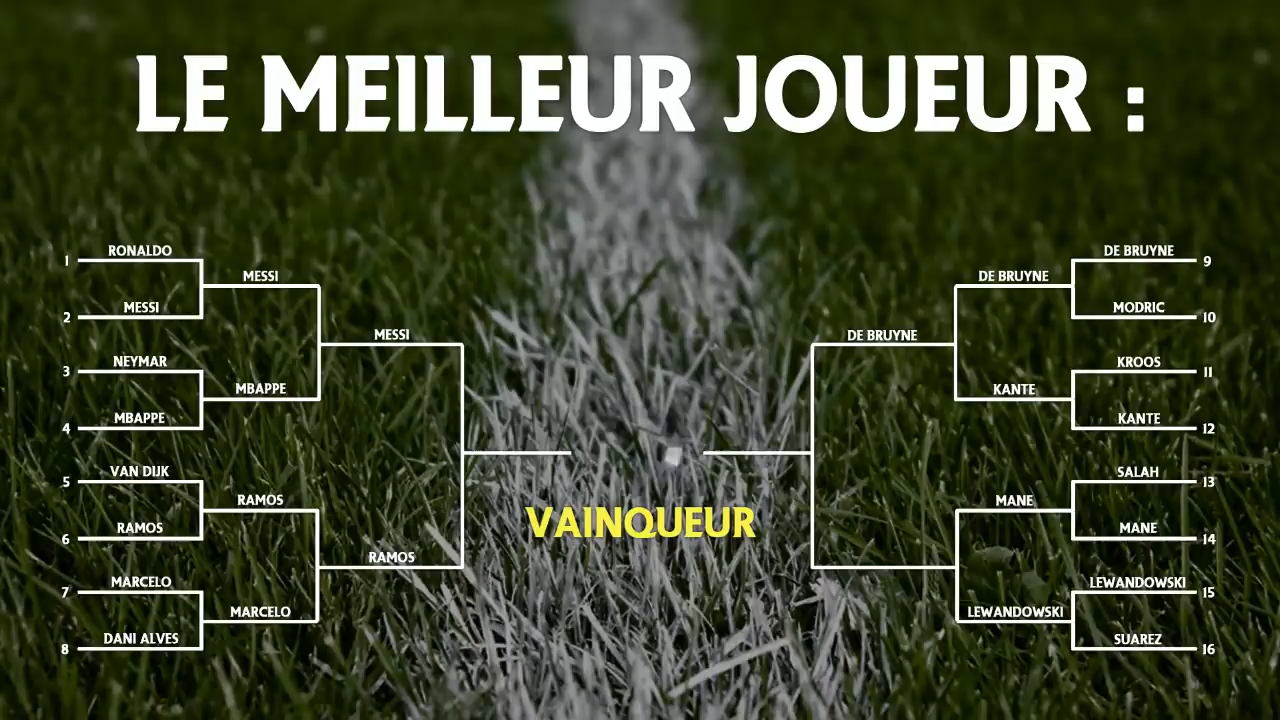 LE MEILLEUR JOUEUR :
1 RONALDO
2 MESSI
3 NEYMAR
4 MBAPPE
5 VAN DIJK
6 RAMOS
7 MARCELO
8 DANI ALVES
MESSI
MBAPPE
RAMOS
MARCELO
MESSI
RAMOS
VAINQUEUR
DE BRUYNE
DE BRUYNE
KANTE
MANE
LEWANDOWSKI
DE BRUYNE 9
MODRIC 10
KROOS 11
KANTE 12
SALAH 13
MANE 14
LEWANDOWSKI 15
SUAREZ 16